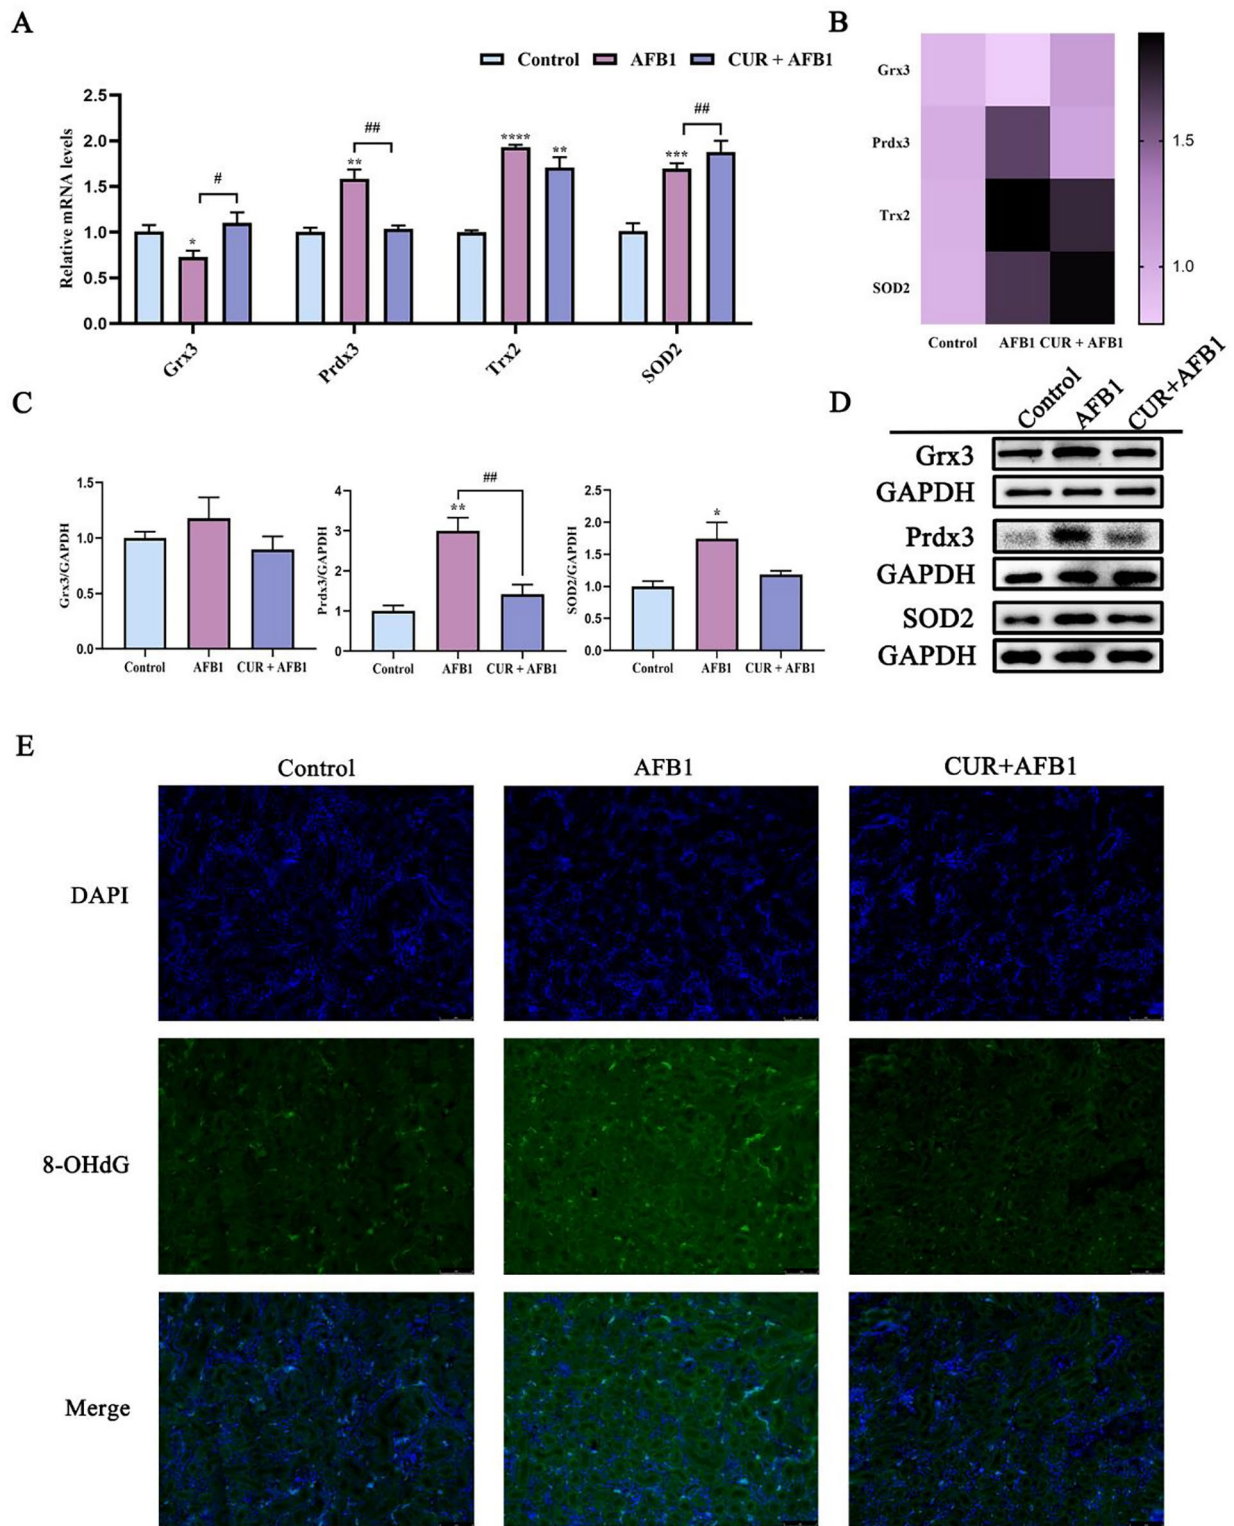 A
B
Control AFB1 CUR + AFB1
Relative mRNA levels
2.5
2.0
1.5
1.0
0.5
0.0
#
*
##
**
****
**
##
***
Grx3 Prdx3 Trx2 SOD2
Grx3
Prdx3
Trx2
SOD2
1.5
1.0
Control AFB1 CUR + AFB1
C
Grx3/GAPDH
1.5
1.0
0.5
0.0
Control AFB1 CUR + AFB1
Prdx3/GAPDH
4
3
2
1
0
##
**
Control AFB1 CUR + AFB1
SOD2/GAPDH
2.5
2.0
1.5
1.0
0.5
0.0
*
Control AFB1 CUR + AFB1
D
Control AFB1 CUR+AFB1
Grx3
GAPDH
Prdx3
GAPDH
SOD2
GAPDH
E
Control AFB1 CUR+AFB1
DAPI
8-OHdG
Merge